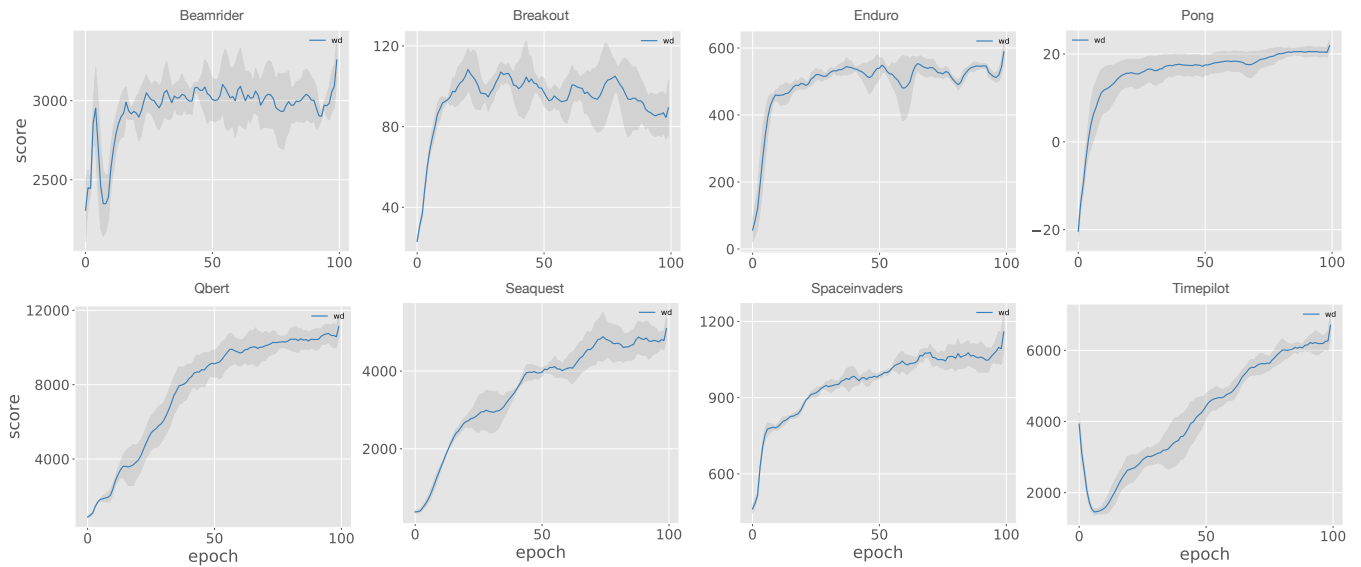 Beamrider
Breakout
Enduro
Pong
score
3000
2500
0
50
100
wd
120
80
40
0
50
100
wd
600
400
200
0
0
50
100
wd
20
0
−20
0
50
100
wd
Qbert
Seaquest
Spaceinvaders
Timepilot
score
12000
8000
4000
0
50
100
epoch
wd
4000
2000
0
50
100
epoch
wd
1200
900
600
0
50
100
epoch
wd
6000
4000
2000
0
50
100
epoch
wd